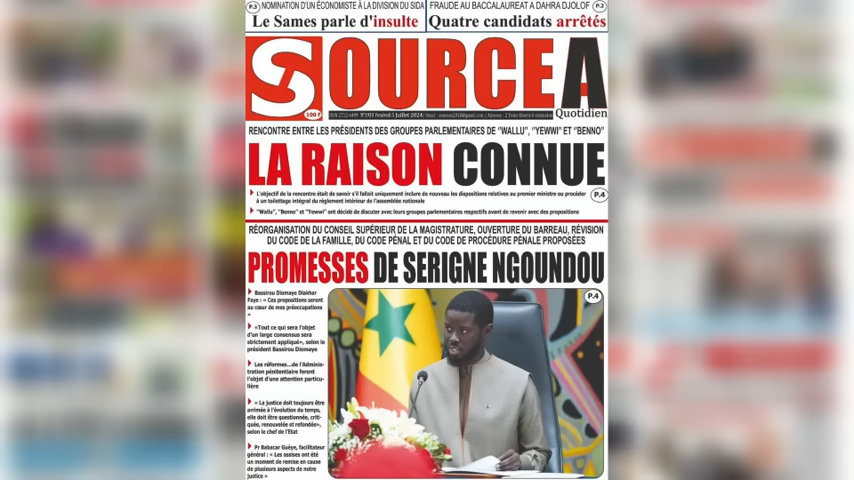 P.3 NOMINATION D'UN ÉCONOMISTE À LA DIVISION DU SIDA
Le Sames parle d'insulte
FRAUDE AU BACCALAUREAT A DAHRA DJOLOF P.2
Quatre candidats arrêtés
SOURCEA
100 F
Quotidien
RENCONTRE ENTRE LES PRÉSIDENTS DES GROUPES PARLEMENTAIRES DE "WALLU", "YEWWI" ET "BENNO"
LA RAISON CONNUE
L'objectif de la rencontre était de savoir s'il fallait uniquement inclure de nouveau les dispositions relatives au premier ministre ou procéder
à un toilettage intégral du règlement intérieur de l'assemblée nationale
P.4
"Wallu", "Benno" et "Yewwi" ont décidé de discuter avec leurs groupes parlementaires respectifs avant de revenir avec des propositions
RÉORGANISATION DU CONSEIL SUPÉRIEUR DE LA MAGISTRATURE, OUVERTURE DU BARREAU, RÉVISION
DU CODE DE LA FAMILLE, DU CODE PÉNAL ET DU CODE DE PROCÉDURE PÉNALE PROPOSÉES
PROMESSES DE SERIGNE NGOUNDOU
P.4
Bassirou Diomaye Diakhar
Faye : « Ces propositions seront
au cœur de mes préoccupations
»
«Tout ce qui sera l'objet
d'un large consensus sera
strictement appliqué», selon le
président Bassirou Diomaye
Les réformes...de l'Adminis-
tration pénitentiaire feront
l'objet d'une attention particu-
lière
« La justice doit toujours être
arrimée à l'évolution du temps,
elle doit être questionnée, criti-
quée, renouvelée et refondée»,
selon le chef de l'Etat
Pr Babacar Guéye, facilitateur
général : « Les assises ont été
un moment de remise en cause
de plusieurs aspects de notre
justice »